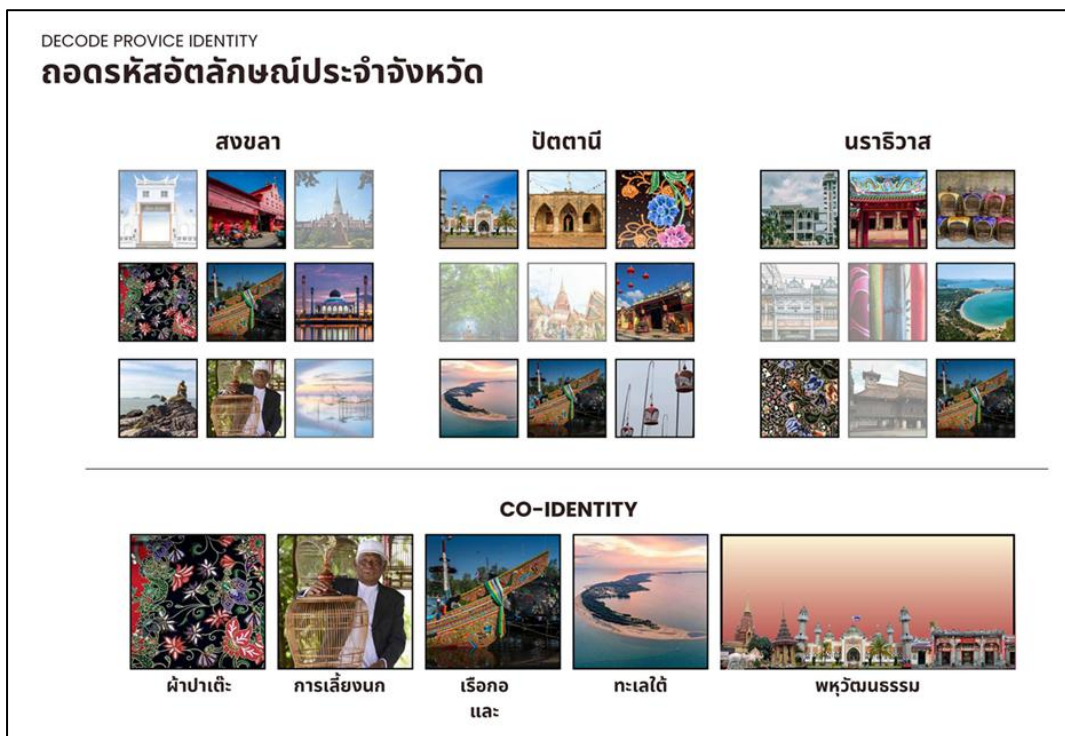 DECODE PROVICE IDENTITY
ถอดรหัสอัตลักษณ์ประจำจังหวัด
สงขลา
ปัตตานี
นราธิวาส
CO-IDENTITY
ผ้าปาเต๊ะ
การเลี้ยงนก
เรือกอ
และ
ทะเลใต้
พหุวัฒนธรรม